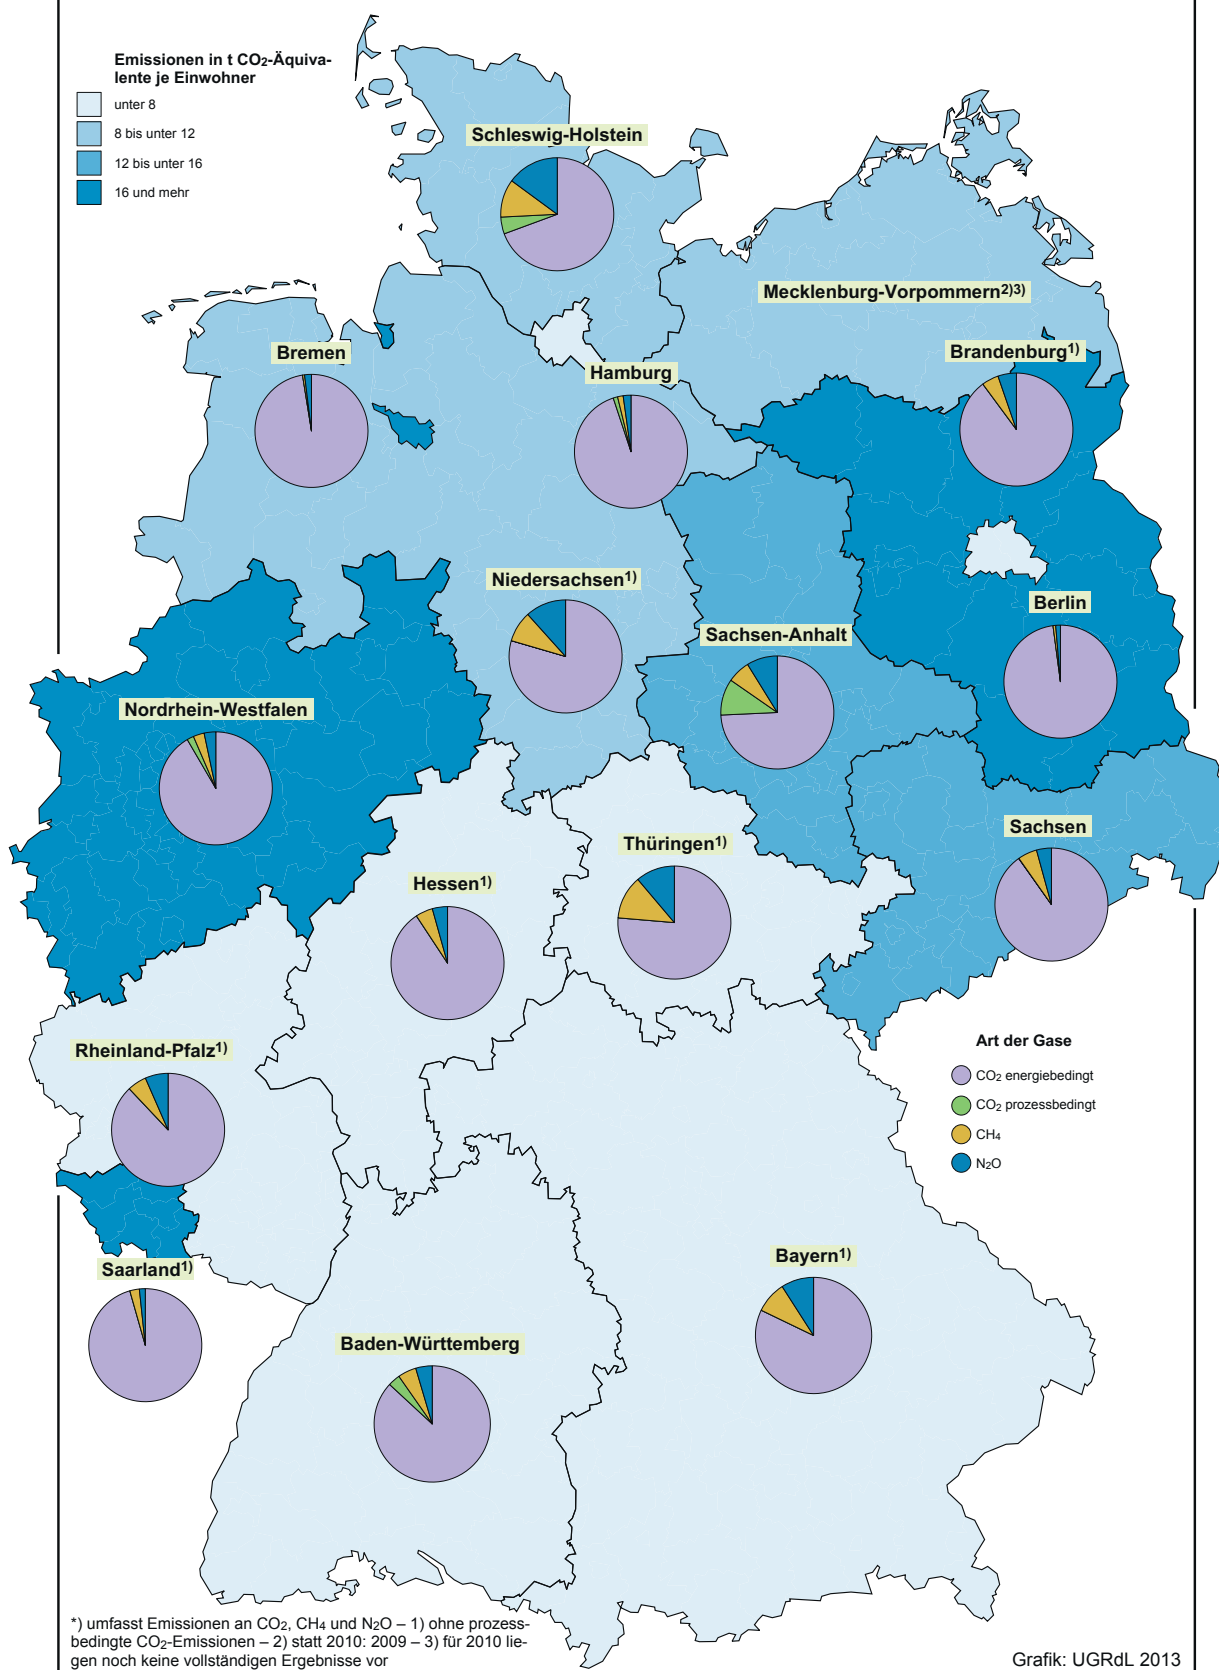 Emissionen in t CO₂-Äquiva-
lente je Einwohner
unter 8
8 bis unter 12
12 bis unter 16
16 und mehr
Schleswig-Holstein
Mecklenburg-Vorpommern²⁾³⁾
Bremen
Brandenburg¹⁾
Hamburg
Niedersachsen¹⁾
Berlin
Sachsen-Anhalt
Nordrhein-Westfalen
Sachsen
Thüringen¹⁾
Hessen¹⁾
Rheinland-Pfalz¹⁾
Art der Gase
CO₂ energiebedingt
CO₂ prozessbedingt
CH₄
N₂O
Saarland¹⁾
Bayern¹⁾
Baden-Württemberg
*) umfasst Emissionen an CO₂, CH₄ und N₂O – 1) ohne prozess-
bedingte CO₂-Emissionen – 2) statt 2010: 2009 – 3) für 2010 lie-
gen noch keine vollständigen Ergebnisse vor
Grafik: UGRdL 2013